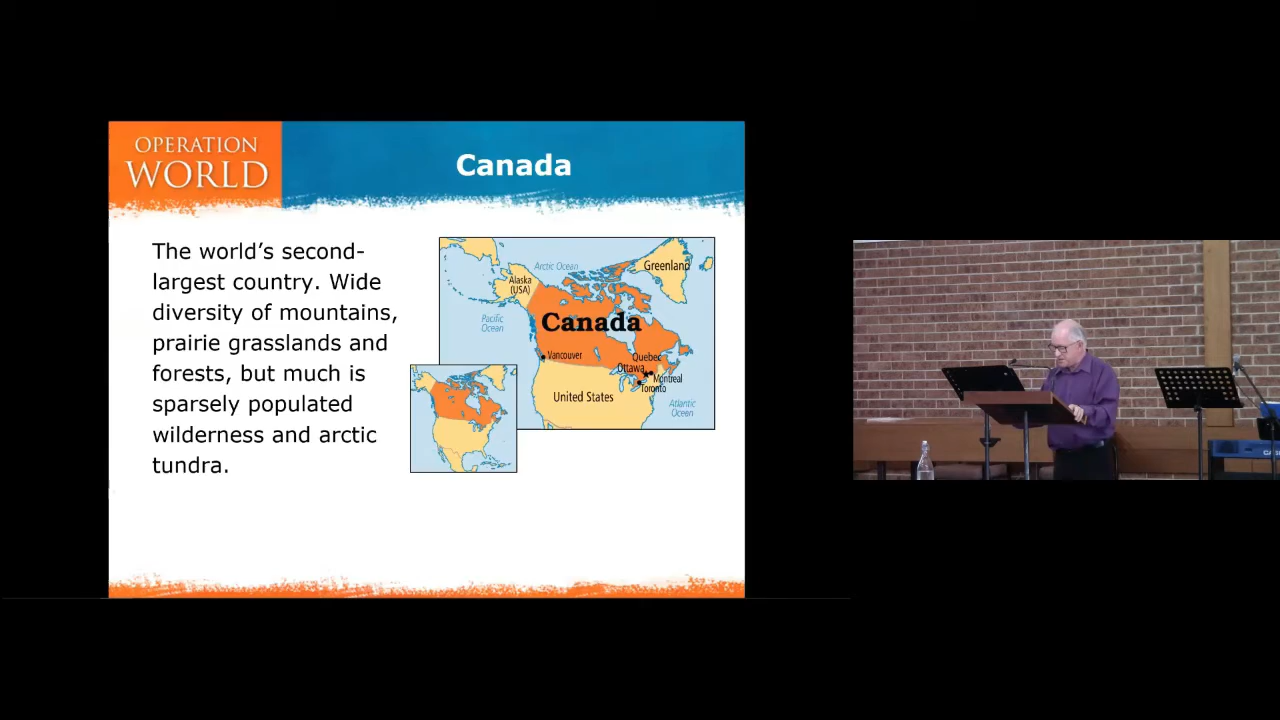 OPERATION
WORLD
Canada
The world’s second-
largest country. Wide
diversity of mountains,
prairie grasslands and
forests, but much is
sparsely populated
wilderness and arctic
tundra.
Arctic Ocean
Greenland
Alaska
(USA)
Pacific
Ocean
Canada
Vancouver
Quebec
Ottawa
Montreal
Toronto
United States
Atlantic
Ocean